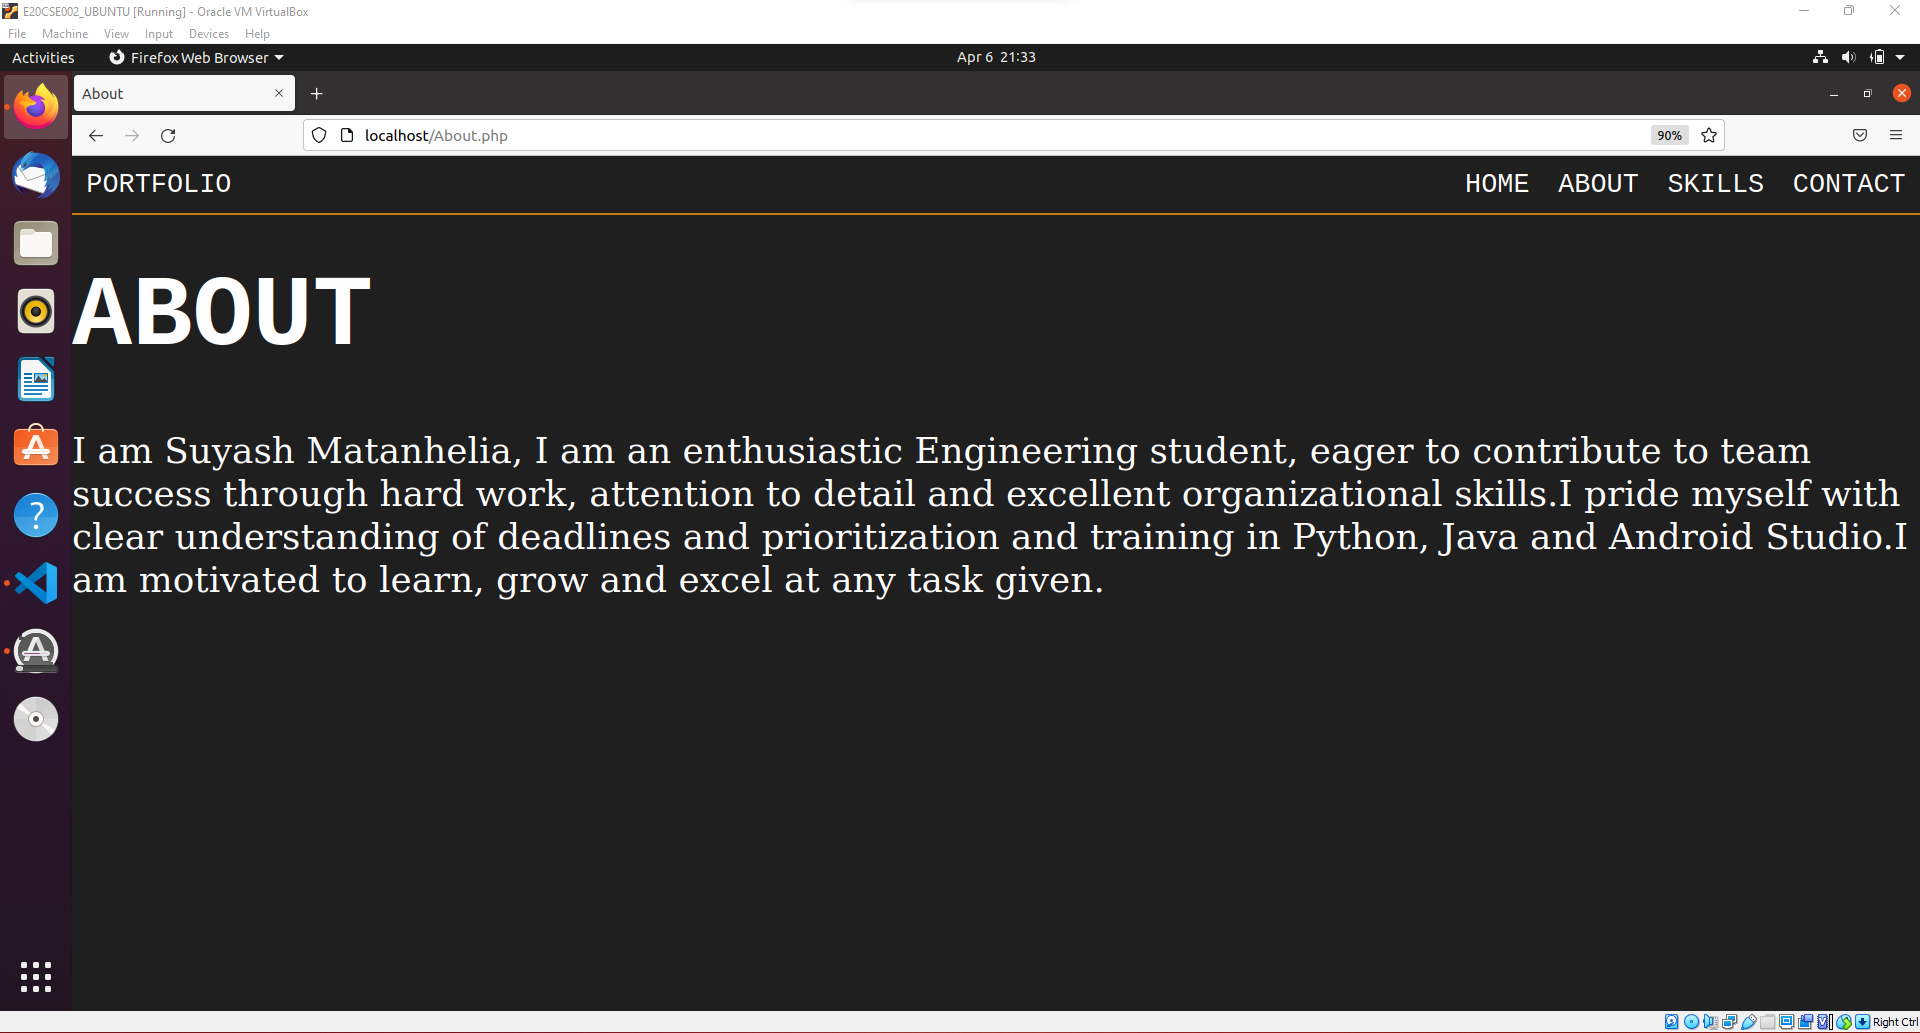 E20CSE002_UBUNTU [Running] - Oracle VM VirtualBox
File Machine View Input Devices Help
Activities Firefox Web Browser Apr 6 21:33
About
localhost/About.php 90%
PORTFOLIO HOME ABOUT SKILLS CONTACT
ABOUT
I am Suyash Matanhelia, I am an enthusiastic Engineering student, eager to contribute to team
success through hard work, attention to detail and excellent organizational skills.I pride myself with
clear understanding of deadlines and prioritization and training in Python, Java and Android Studio.I
am motivated to learn, grow and excel at any task given.
Right Ctrl